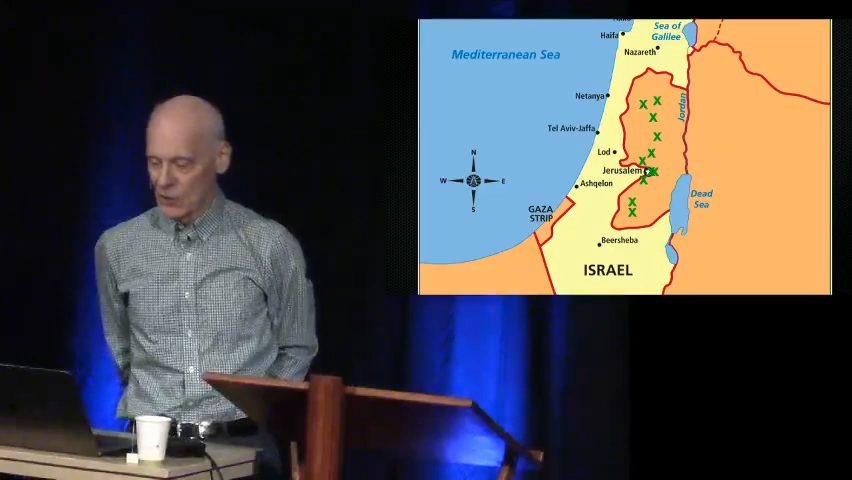 Haifa
Sea of
Galilee
Mediterranean Sea
Nazareth
Netanya
Jordan
Tel Aviv-Jaffa
Lod
Jerusalem
N
W
E
S
Ashqelon
Dead
Sea
GAZA
STRIP
Beersheba
ISRAEL
X
X
X
X
X
X
X
X
X
X